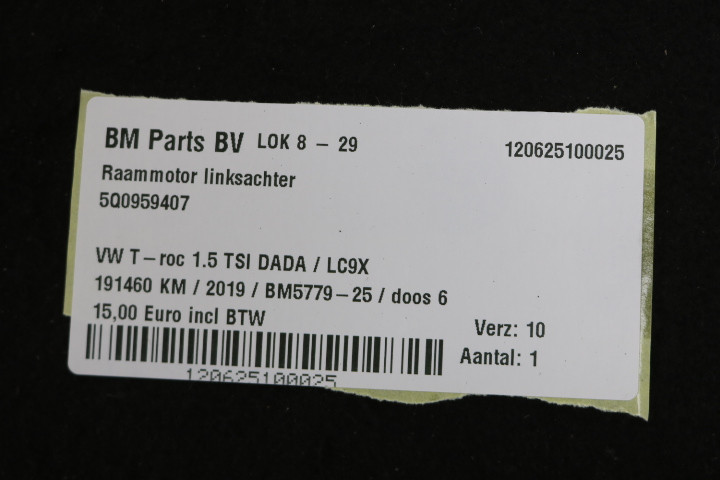 BM Parts BV LOK 8 – 29 120625100025
Raammotor linksachter
5Q0959407
VW T–roc 1.5 TSI DADA / LC9X
191460 KM / 2019 / BM5779–25 / doos 6
15,00 Euro incl BTW
Verz: 10
Aantal: 1
120625100025